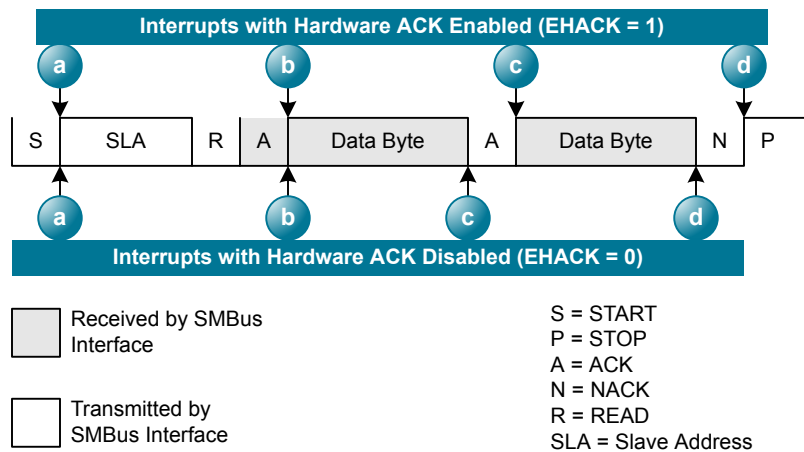 Interrupts with Hardware ACK Enabled (EHACK = 1)
a b c d
S SLA R A Data Byte A Data Byte N P
a b c d
Interrupts with Hardware ACK Disabled (EHACK = 0)
Received by SMBus
Interface
Transmitted by
SMBus Interface
S = START
P = STOP
A = ACK
N = NACK
R = READ
SLA = Slave Address